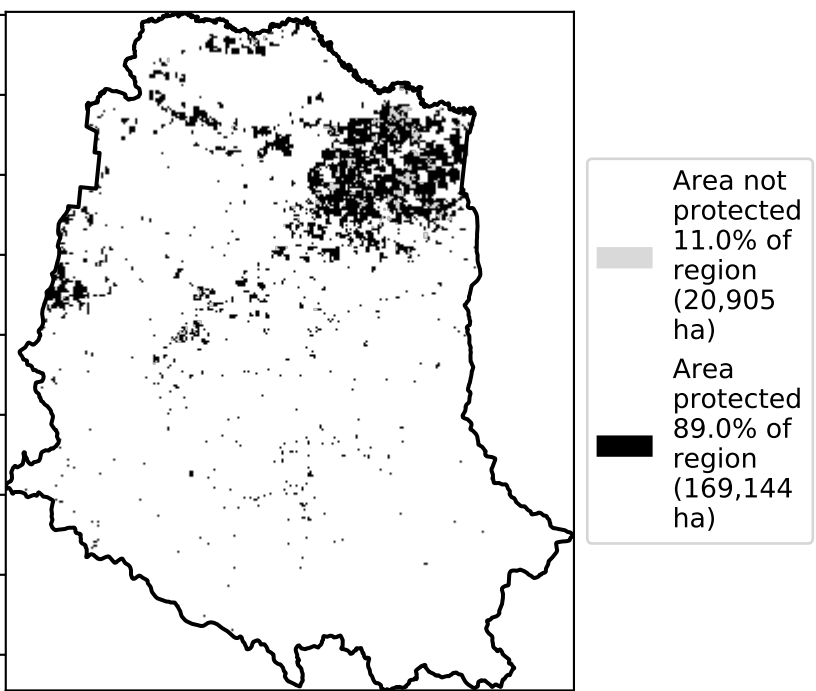 Area not
protected
11.0% of
region
(20,905
ha)
Area
protected
89.0% of
region
(169,144
ha)